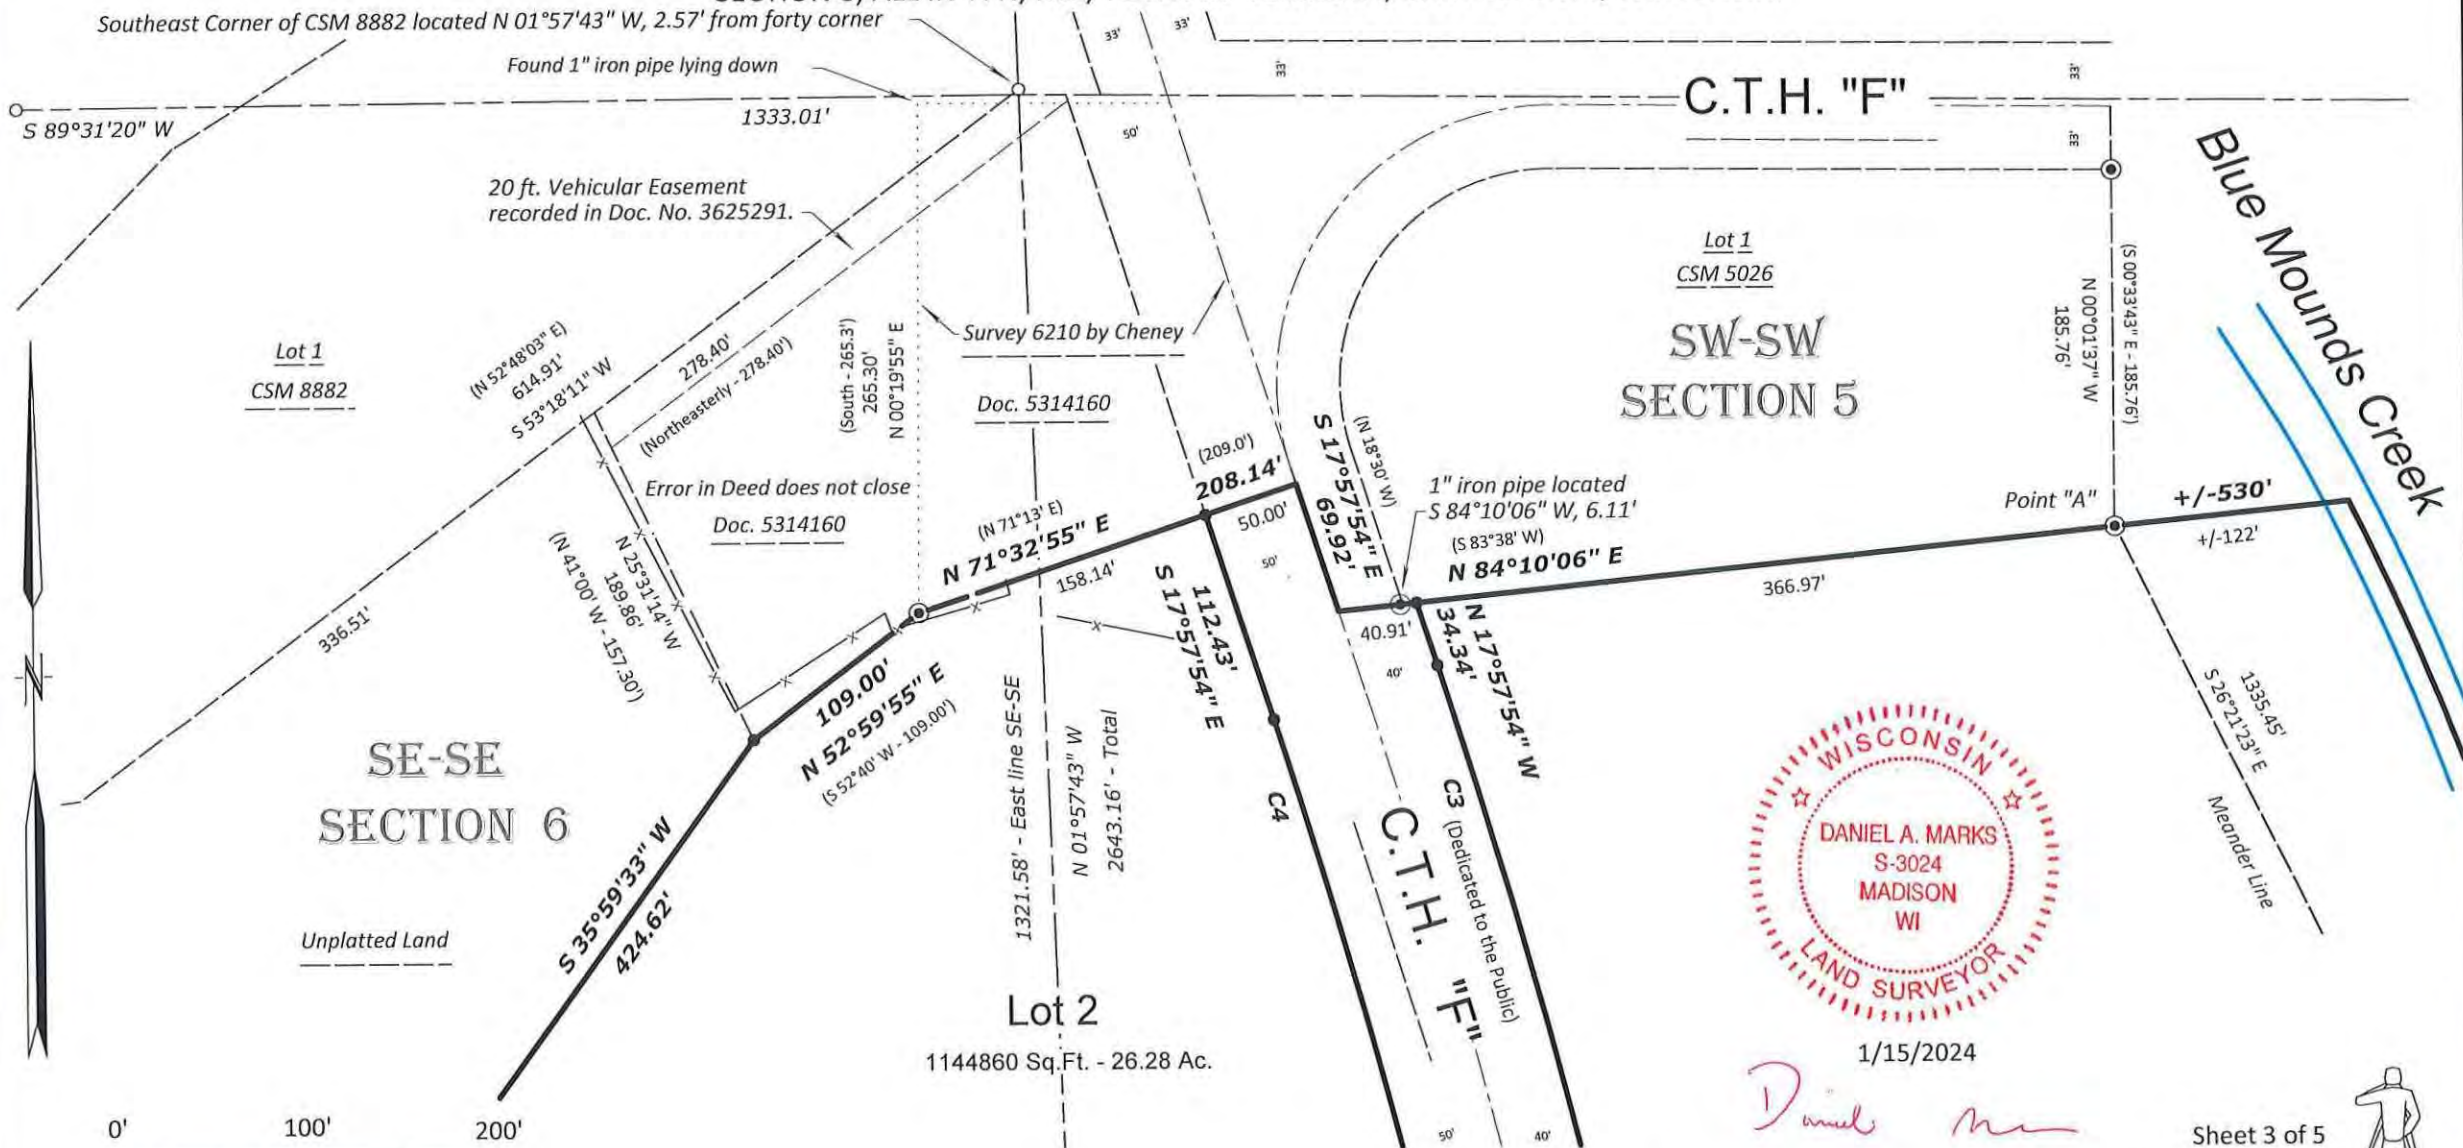 Southeast Corner of CSM 8882 located N 01°57'43" W, 2.57' from forty corner
Found 1" iron pipe lying down
33'
33'
33'
33'
C.T.H. "F"
S 89°31'20" W
1333.01'
50'
33'
Blue Mounds Creek
20 ft. Vehicular Easement
recorded in Doc. No. 3625291.
Lot 1
CSM 5026
SW-SW
SECTION 5
(S 00°33'43" E - 185.76')
N 00°01'37" W
185.76'
Survey 6210 by Cheney
(South - 265.3')
265.30'
N 00°19'55" E
Lot 1
CSM 8882
(N 52°48'03" E)
614.91'
S 53°18'11" W
278.40'
(Northeasterly - 278.40')
Doc. 5314160
Error in Deed does not close
Doc. 5314160
(209.0')
208.14'
50.00'
50'
(N 18°30' W)
S 17°57'54" E
69.92'
1" iron pipe located
S 84°10'06" W, 6.11'
(S 83°38' W)
N 84°10'06" E
366.97'
Point "A"
+/-530'
+/-122'
(N 71°13' E)
N 71°32'55" E
158.14'
N 25°31'14" W
189.86'
(N 41°00' W - 157.30')
336.51'
109.00'
N 52°59'55" E
(S 52°40' W - 109.00')
112.43'
S 17°57'54" E
40.91'
40'
N 17°57'54" W
34.34'
1335.45'
S 26°21'23" E
Meander Line
1321.58' - East line SE-SE
N 01°57'43" W
2643.16' - Total
C4
C3 (Dedicated to the Public)
C.T.H. "F"
SE-SE
SECTION 6
Unplatted Land
S 35°59'33" W
424.62'
Lot 2
1144860 Sq.Ft. - 26.28 Ac.
WISCONSIN
DANIEL A. MARKS
S-3024
MADISON
WI
LAND SURVEYOR
1/15/2024
Daniel
0'
100'
200'
50'
40'
Sheet 3 of 5
N